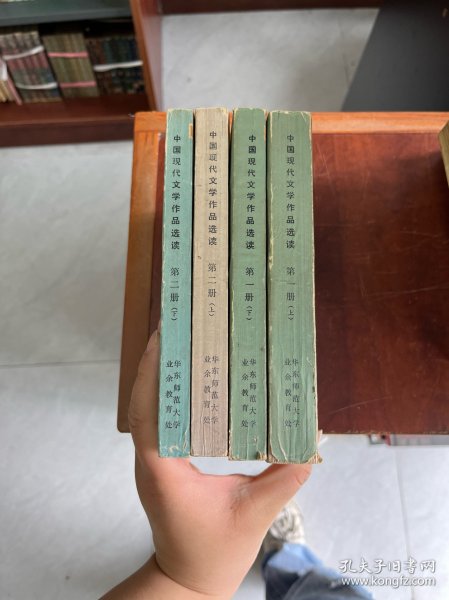 中国现代文学作品选读 第二册(下) 华东师范大学业余教育处
中国现代文学作品选读 第二册(上) 华东师范大学业余教育处
中国现代文学作品选读 第一册(下) 华东师范大学业余教育处
中国现代文学作品选读 第一册(上) 华东师范大学业余教育处
孔夫子旧书网
www.kongfz.com